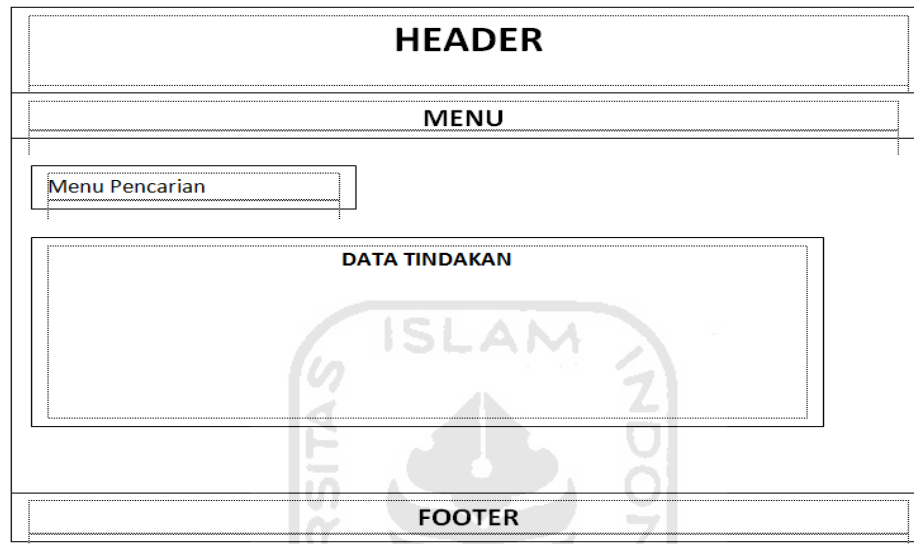 HEADER
MENU
Menu Pencarian
DATA TINDAKAN
ISLAM
FOOTER